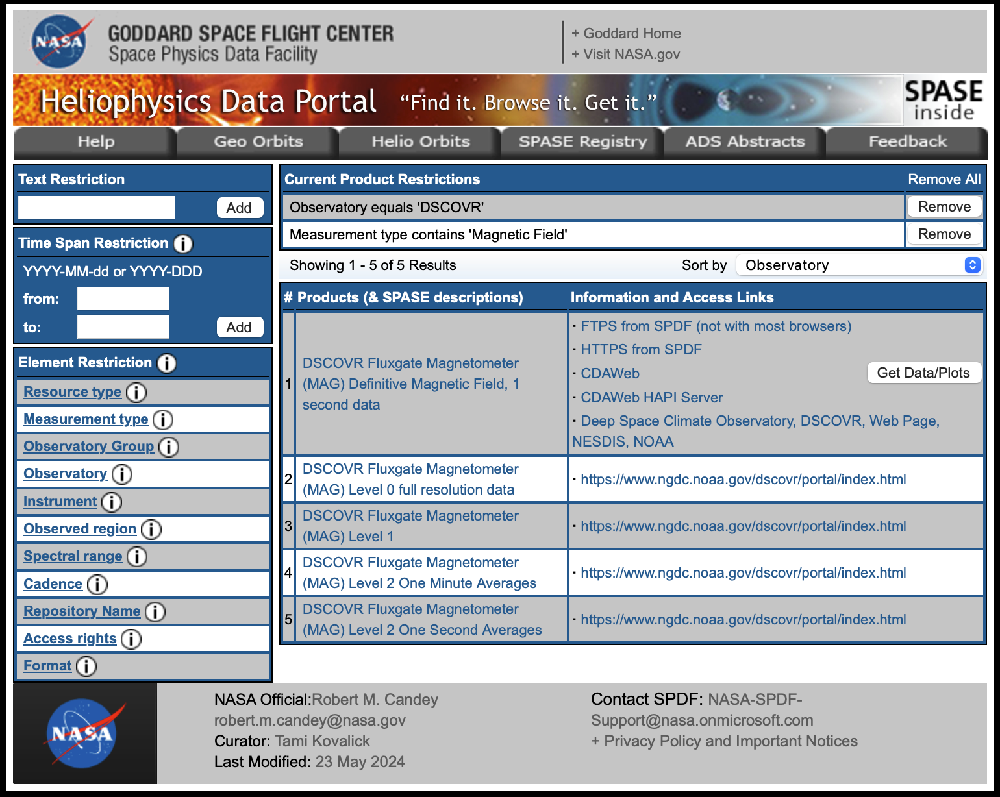 NASA
GODDARD SPACE FLIGHT CENTER
Space Physics Data Facility
+ Goddard Home
+ Visit NASA.gov
Heliophysics Data Portal “Find it. Browse it. Get it.”
SPASE
inside
Help
Geo Orbits
Helio Orbits
SPASE Registry
ADS Abstracts
Feedback
Text Restriction
Add
Time Span Restriction i
YYYY-MM-dd or YYYY-DDD
from:
to:
Add
Element Restriction i
Resource type i
Measurement type i
Observatory Group i
Observatory i
Instrument i
Observed region i
Spectral range i
Cadence i
Repository Name i
Access rights i
Format i
Current Product Restrictions
Remove All
Observatory equals 'DSCOVR'
Remove
Measurement type contains 'Magnetic Field'
Remove
Showing 1 - 5 of 5 Results
Sort by
Observatory
# Products (& SPASE descriptions)
Information and Access Links
1
DSCOVR Fluxgate Magnetometer
(MAG) Definitive Magnetic Field, 1
second data
· FTPS from SPDF (not with most browsers)
· HTTPS from SPDF
· CDAWeb
· CDAWeb HAPI Server
· Deep Space Climate Observatory, DSCOVR, Web Page,
NESDIS, NOAA
Get Data/Plots
2
DSCOVR Fluxgate Magnetometer
(MAG) Level 0 full resolution data
· https://www.ngdc.noaa.gov/dscovr/portal/index.html
3
DSCOVR Fluxgate Magnetometer
(MAG) Level 1
· https://www.ngdc.noaa.gov/dscovr/portal/index.html
4
DSCOVR Fluxgate Magnetometer
(MAG) Level 2 One Minute Averages
· https://www.ngdc.noaa.gov/dscovr/portal/index.html
5
DSCOVR Fluxgate Magnetometer
(MAG) Level 2 One Second Averages
· https://www.ngdc.noaa.gov/dscovr/portal/index.html
NASA
NASA Official:Robert M. Candey
robert.m.candey@nasa.gov
Curator: Tami Kovalick
Last Modified: 23 May 2024
Contact SPDF: NASA-SPDF-
Support@nasa.onmicrosoft.com
+ Privacy Policy and Important Notices